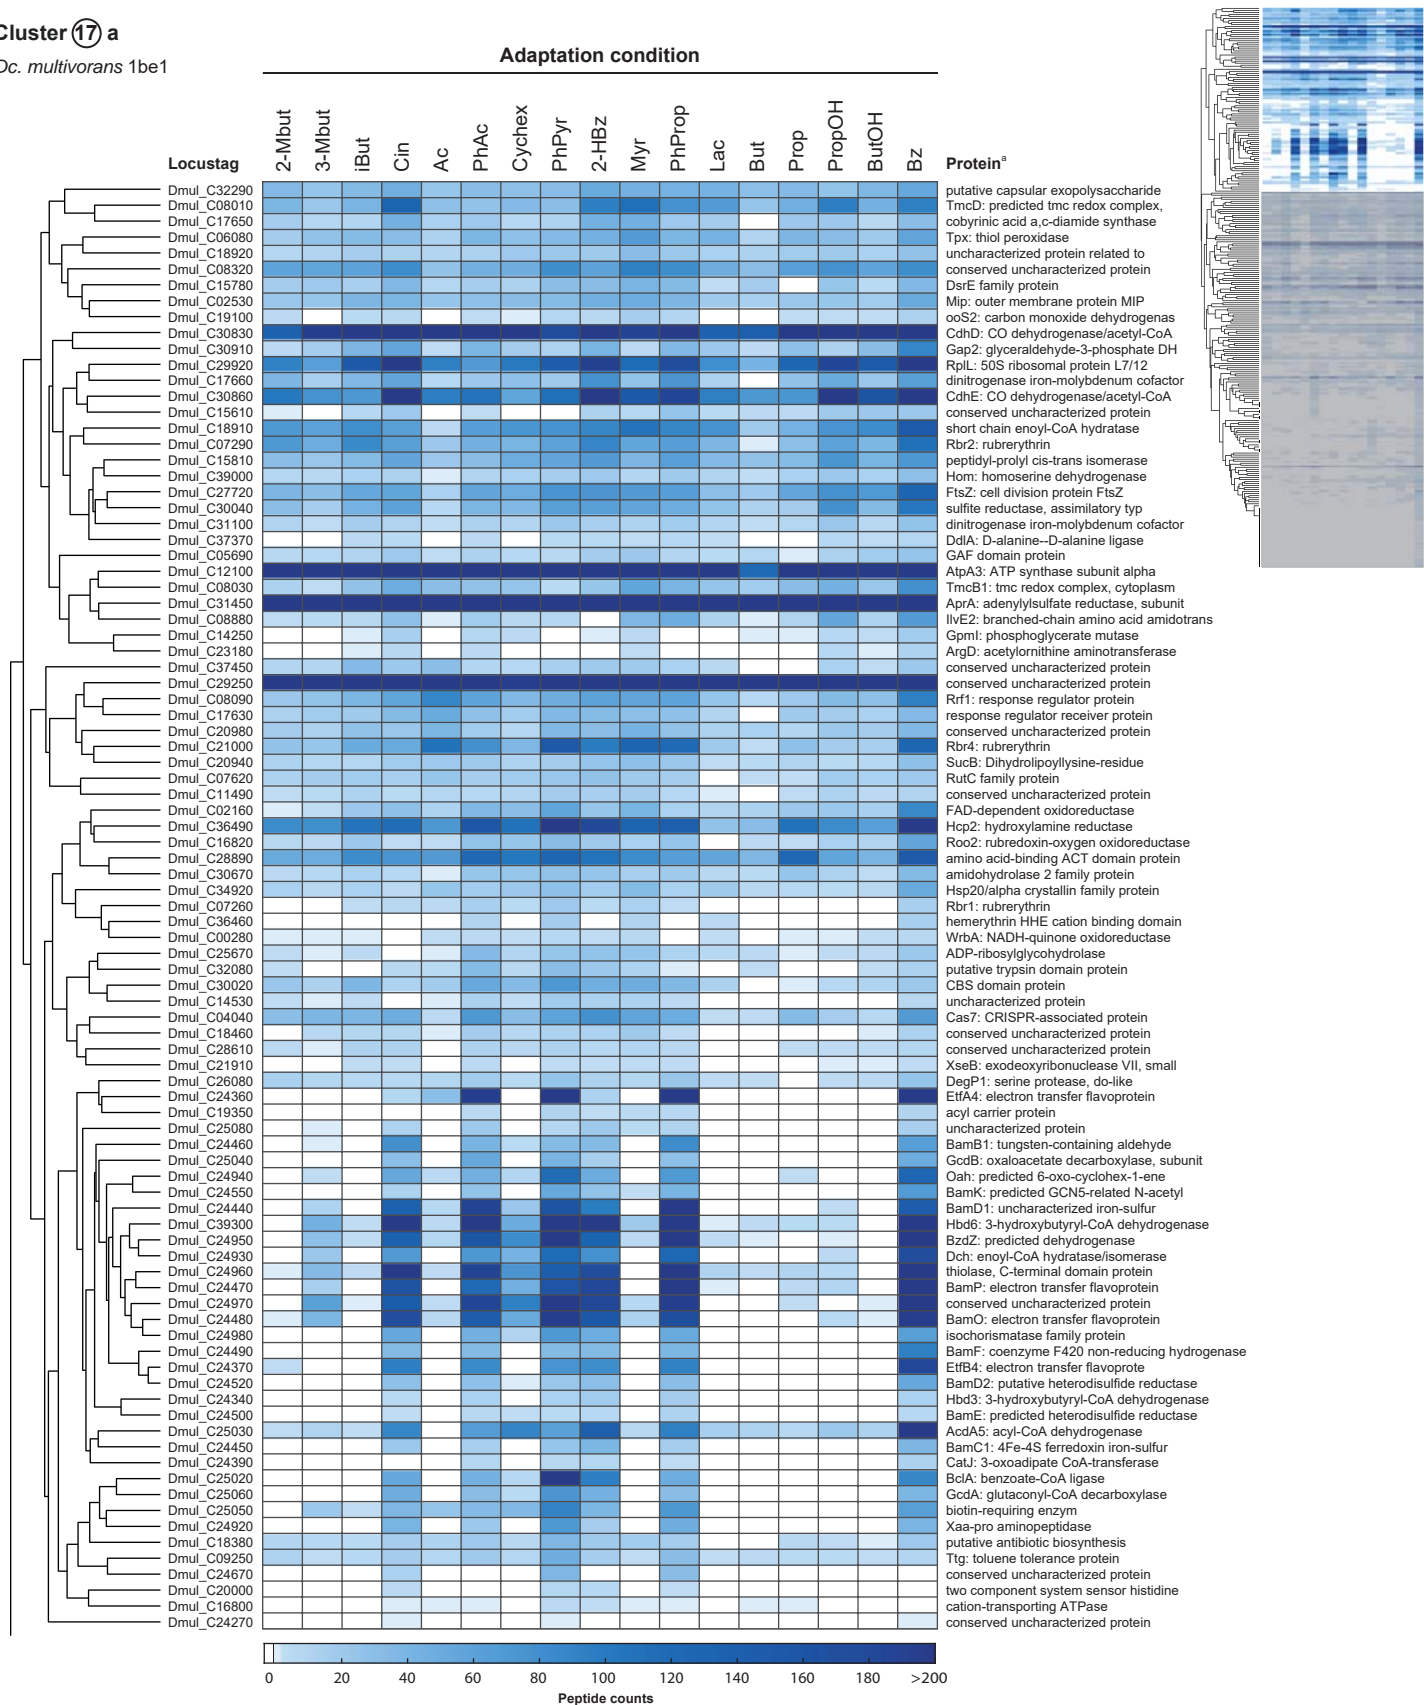 Cluster 17 a
Dc. multivorans 1be1
Adaptation condition
Locustag 2-Mbut 3-Mbut iBut Cin Ac PhAc Cychex PhPyr 2-HBz Myr PhProp Lac But Prop PropOH ButOH Bz Proteinᵃ
Dmul_C32290 putative capsular exopolysaccharide
Dmul_C08010 TmcD: predicted tmc redox complex,
Dmul_C17650 cobyrinic acid a,c-diamide synthase
Dmul_C06080 Tpx: thiol peroxidase
Dmul_C18920 uncharacterized protein related to
Dmul_C08320 conserved uncharacterized protein
Dmul_C15780 DsrE family protein
Dmul_C02530 Mip: outer membrane protein MIP
Dmul_C19100 ooS2: carbon monoxide dehydrogenas
Dmul_C30830 CdhD: CO dehydrogenase/acetyl-CoA
Dmul_C30910 Gap2: glyceraldehyde-3-phosphate DH
Dmul_C29920 RplL: 50S ribosomal protein L7/12
Dmul_C17660 dinitrogenase iron-molybdenum cofactor
Dmul_C30860 CdhE: CO dehydrogenase/acetyl-CoA
Dmul_C15610 conserved uncharacterized protein
Dmul_C18910 short chain enoyl-CoA hydratase
Dmul_C07290 Rbr2: rubrerythrin
Dmul_C15810 peptidyl-prolyl cis-trans isomerase
Dmul_C39000 Hom: homoserine dehydrogenase
Dmul_C27720 FtsZ: cell division protein FtsZ
Dmul_C30040 sulfite reductase, assimilatory typ
Dmul_C31100 dinitrogenase iron-molybdenum cofactor
Dmul_C37370 DdlA: D-alanine--D-alanine ligase
Dmul_C05690 GAF domain protein
Dmul_C12100 AtpA3: ATP synthase subunit alpha
Dmul_C08030 TmcB1: tmc redox complex, cytoplasm
Dmul_C31450 AprA: adenylylsulfate reductase, subunit
Dmul_C08880 IlvE2: branched-chain amino acid amidotrans
Dmul_C14250 GpmI: phosphoglycerate mutase
Dmul_C23180 ArgD: acetylornithine aminotransferase
Dmul_C37450 conserved uncharacterized protein
Dmul_C29250 conserved uncharacterized protein
Dmul_C08090 Rrf1: response regulator protein
Dmul_C17630 response regulator receiver protein
Dmul_C20980 conserved uncharacterized protein
Dmul_C21000 Rbr4: rubrerythrin
Dmul_C20940 SucB: Dihydrolipoyllysine-residue
Dmul_C07620 RutC family protein
Dmul_C11490 conserved uncharacterized protein
Dmul_C02160 FAD-dependent oxidoreductase
Dmul_C36490 Hcp2: hydroxylamine reductase
Dmul_C16820 Roo2: rubredoxin-oxygen oxidoreductase
Dmul_C28890 amino acid-binding ACT domain protein
Dmul_C30670 amidohydrolase 2 family protein
Dmul_C34920 Hsp20/alpha crystallin family protein
Dmul_C07260 Rbr1: rubrerythrin
Dmul_C36460 hemerythrin HHE cation binding domain
Dmul_C00280 WrbA: NADH-quinone oxidoreductase
Dmul_C25670 ADP-ribosylglycohydrolase
Dmul_C32080 putative trypsin domain protein
Dmul_C30020 CBS domain protein
Dmul_C14530 uncharacterized protein
Dmul_C04040 Cas7: CRISPR-associated protein
Dmul_C18460 conserved uncharacterized protein
Dmul_C28610 conserved uncharacterized protein
Dmul_C21910 XseB: exodeoxyribonuclease VII, small
Dmul_C26080 DegP1: serine protease, do-like
Dmul_C24360 EtfA4: electron transfer flavoprotein
Dmul_C19350 acyl carrier protein
Dmul_C25080 uncharacterized protein
Dmul_C24460 BamB1: tungsten-containing aldehyde
Dmul_C25040 GcdB: oxaloacetate decarboxylase, subunit
Dmul_C24940 Oah: predicted 6-oxo-cyclohex-1-ene
Dmul_C24550 BamK: predicted GCN5-related N-acetyl
Dmul_C24440 BamD1: uncharacterized iron-sulfur
Dmul_C39300 Hbd6: 3-hydroxybutyryl-CoA dehydrogenase
Dmul_C24950 BzdZ: predicted dehydrogenase
Dmul_C24930 Dch: enoyl-CoA hydratase/isomerase
Dmul_C24960 thiolase, C-terminal domain protein
Dmul_C24470 BamP: electron transfer flavoprotein
Dmul_C24970 conserved uncharacterized protein
Dmul_C24480 BamO: electron transfer flavoprotein
Dmul_C24980 isochorismatase family protein
Dmul_C24490 BamF: coenzyme F420 non-reducing hydrogenase
Dmul_C24370 EtfB4: electron transfer flavoprote
Dmul_C24520 BamD2: putative heterodisulfide reductase
Dmul_C24340 Hbd3: 3-hydroxybutyryl-CoA dehydrogenase
Dmul_C24500 BamE: predicted heterodisulfide reductase
Dmul_C25030 AcdA5: acyl-CoA dehydrogenase
Dmul_C24450 BamC1: 4Fe-4S ferredoxin iron-sulfur
Dmul_C24390 CatJ: 3-oxoadipate CoA-transferase
Dmul_C25020 BclA: benzoate-CoA ligase
Dmul_C25060 GcdA: glutaconyl-CoA decarboxylase
Dmul_C25050 biotin-requiring enzym
Dmul_C24920 Xaa-pro aminopeptidase
Dmul_C18380 putative antibiotic biosynthesis
Dmul_C09250 Ttg: toluene tolerance protein
Dmul_C24670 conserved uncharacterized protein
Dmul_C20000 two component system sensor histidine
Dmul_C16800 cation-transporting ATPase
Dmul_C24270 conserved uncharacterized protein
0 20 40 60 80 100 120 140 160 180 >200
Peptide counts